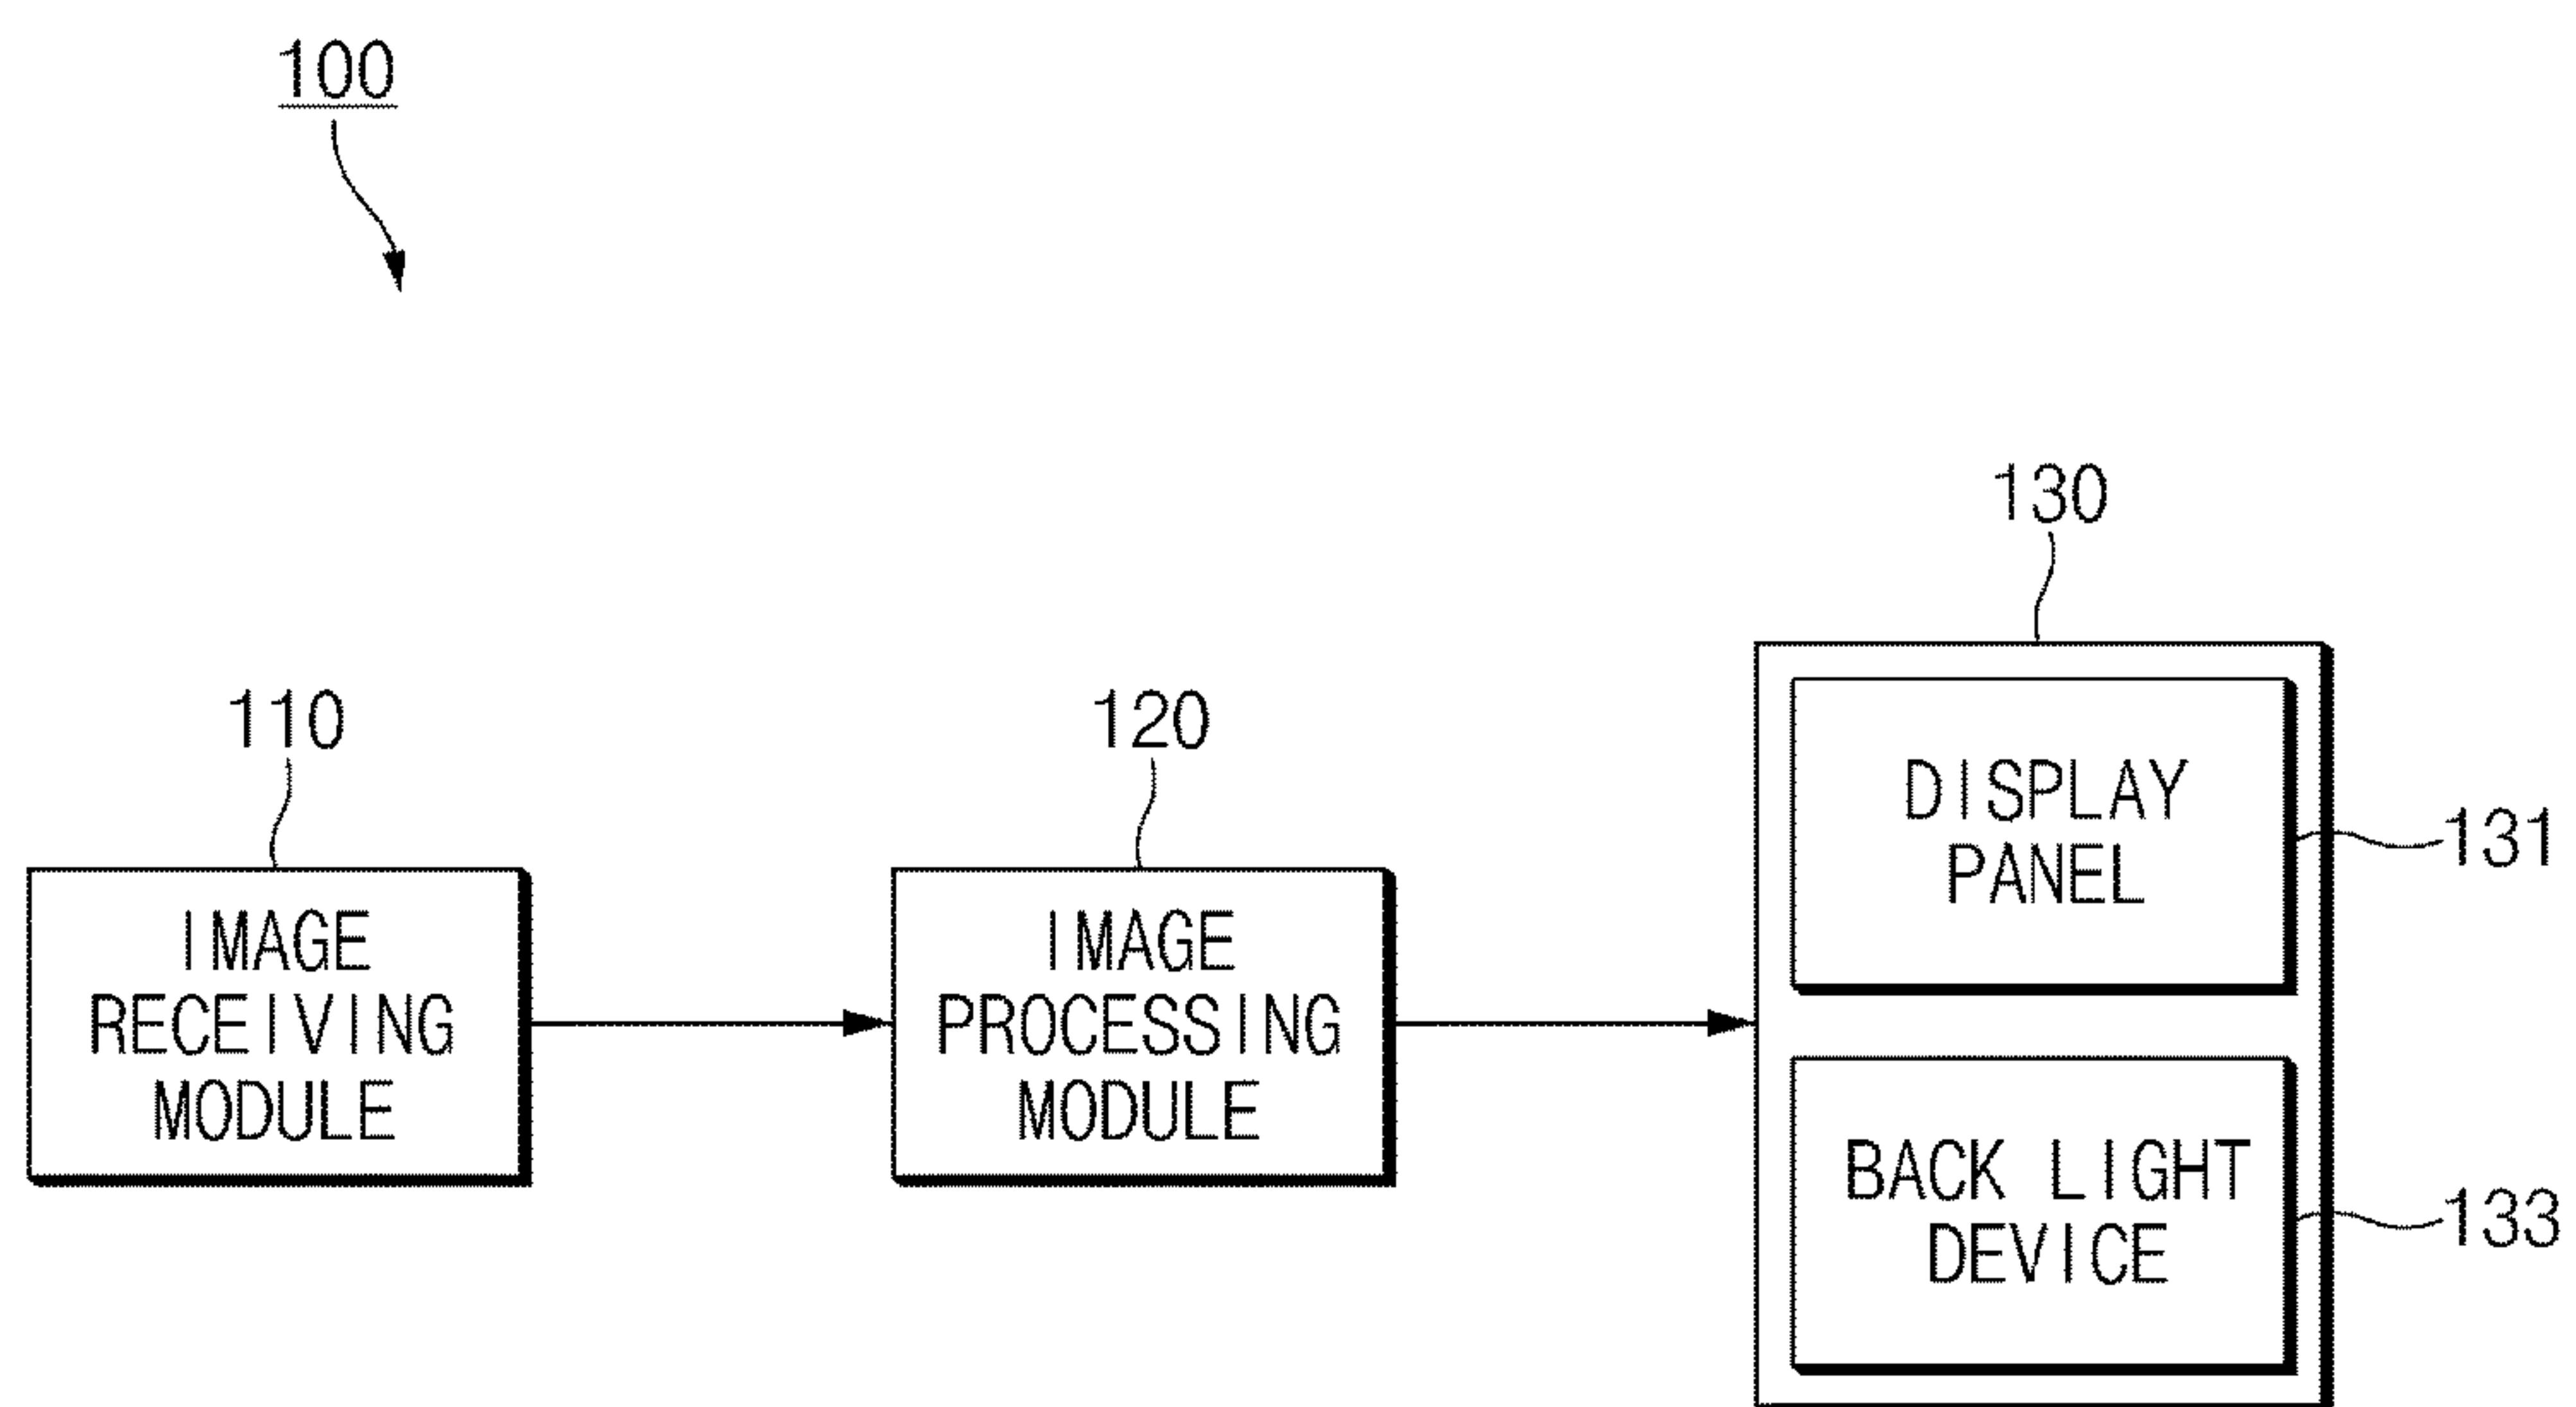 100
130
110
120
DISPLAY
PANEL
131
IMAGE
RECEIVING
MODULE
IMAGE
PROCESSING
MODULE
BACK LIGHT
DEVICE
133